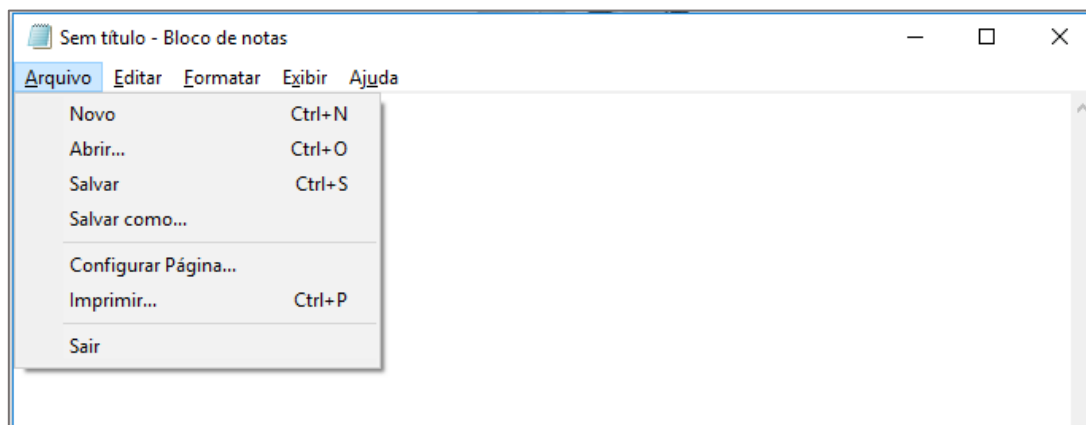 Sem título - Bloco de notas
Arquivo Editar Formatar Exibir Ajuda
Novo Ctrl+N
Abrir... Ctrl+O
Salvar Ctrl+S
Salvar como...
Configurar Página...
Imprimir... Ctrl+P
Sair